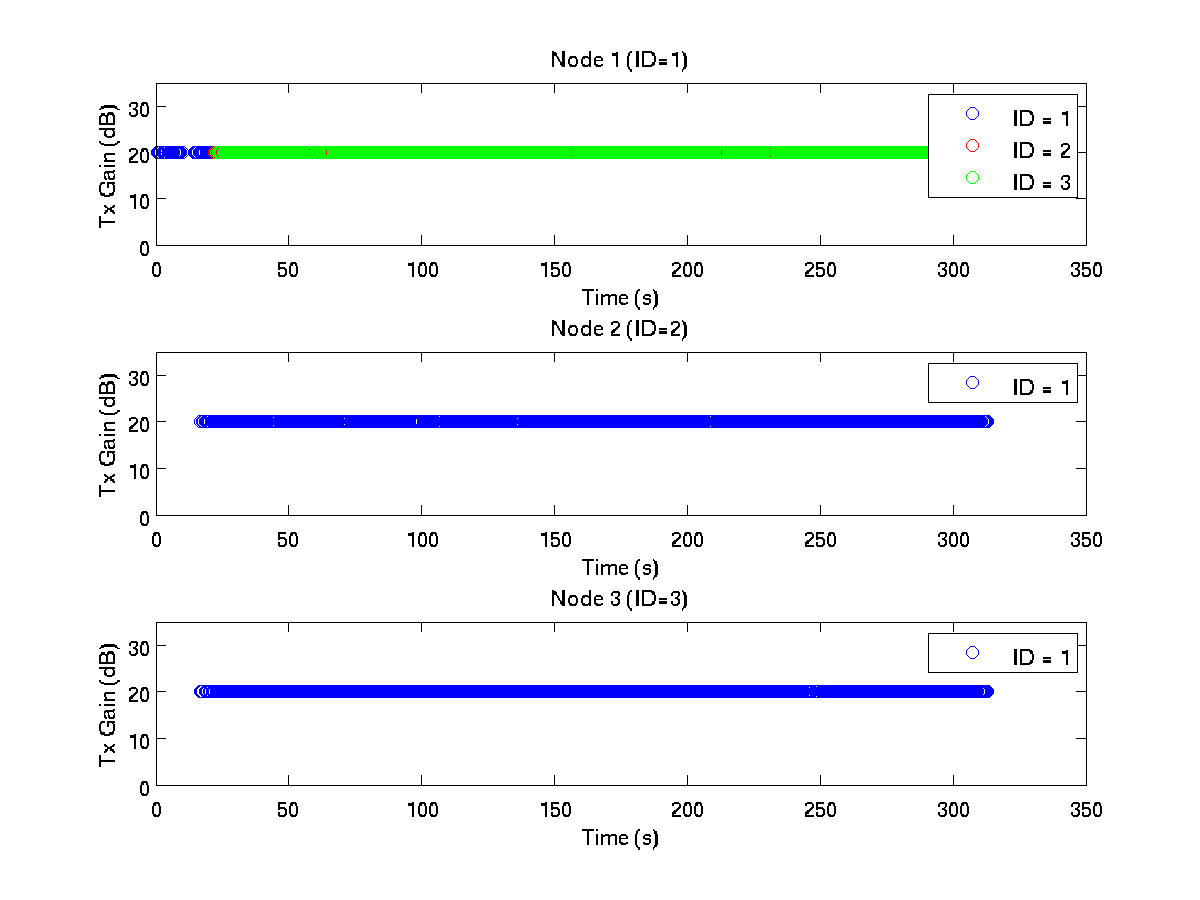 Node 1 (ID=1)
Tx Gain (dB)
30
20
10
0
ID = 1
ID = 2
ID = 3
0 50 100 150 200 250 300 350
Time (s)
Node 2 (ID=2)
Tx Gain (dB)
30
20
10
0
ID = 1
0 50 100 150 200 250 300 350
Time (s)
Node 3 (ID=3)
Tx Gain (dB)
30
20
10
0
ID = 1
0 50 100 150 200 250 300 350
Time (s)